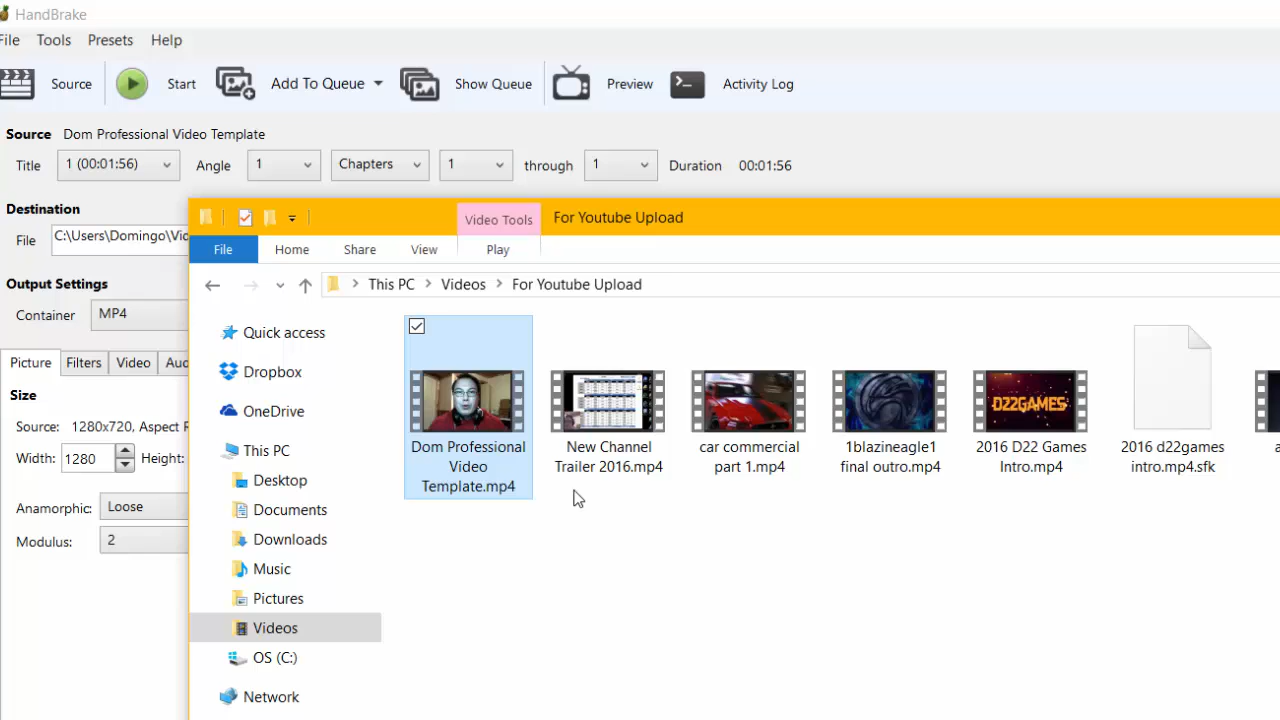 HandBrake
File Tools Presets Help
Source Start Add To Queue Show Queue Preview Activity Log
Source Dom Professional Video Template
Title 1 (00:01:56) Angle 1 Chapters 1 through 1 Duration 00:01:56
Destination
File C:\Users\Domingo\Vid
Output Settings
Container MP4
Picture Filters Video Aud
Size
Source: 1280x720, Aspect R
Width: 1280 Height:
Anamorphic: Loose
Modulus: 2
Video Tools For Youtube Upload
File Home Share View Play
This PC Videos For Youtube Upload
Quick access
Dropbox
OneDrive
This PC
Desktop
Documents
Downloads
Music
Pictures
Videos
OS (C:)
Network
D22GAMES
Dom Professional
Video
Template.mp4
New Channel
Trailer 2016.mp4
car commercial
part 1.mp4
1blazineagle1
final outro.mp4
2016 D22 Games
Intro.mp4
2016 d22games
intro.mp4.sfk